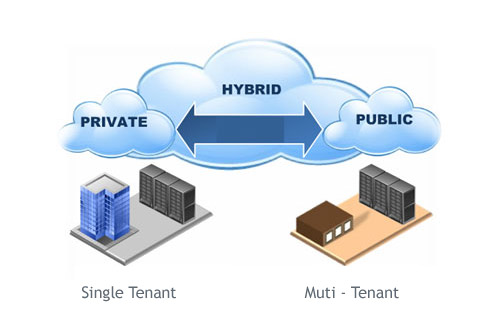 HYBRID
PRIVATE
PUBLIC
Single Tenant
Muti - Tenant